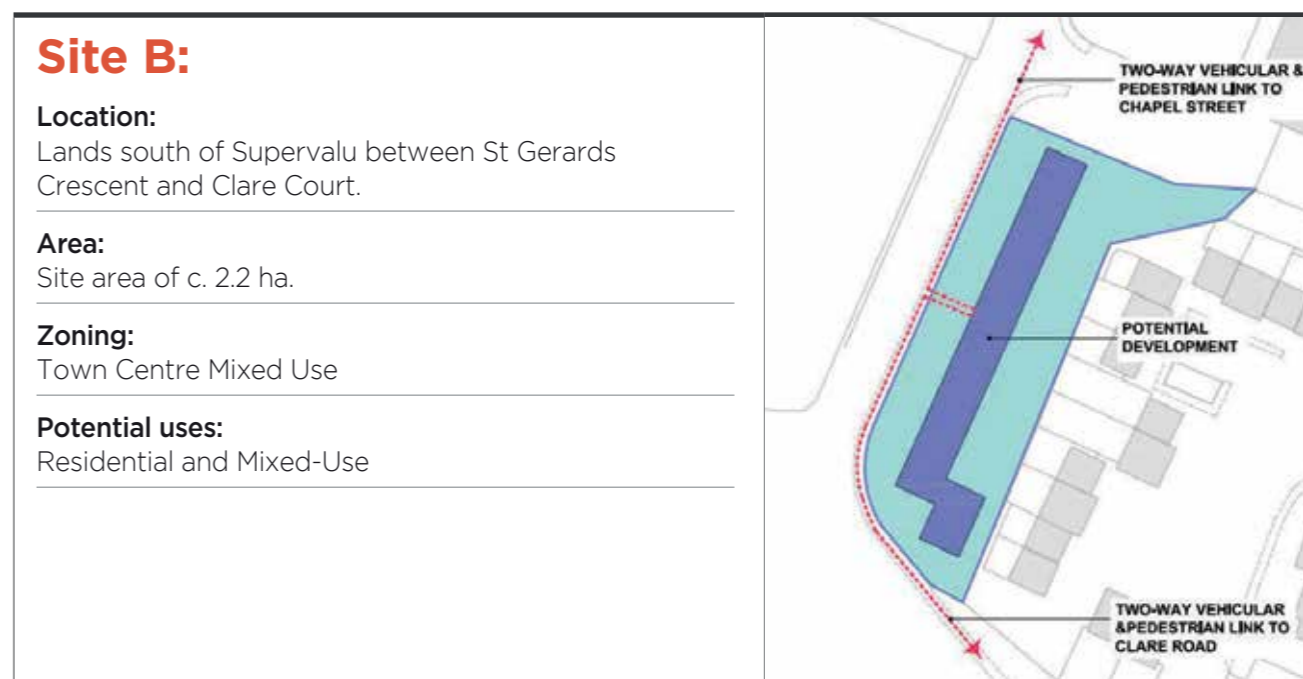 Site B:
Location:
Lands south of Supervalu between St Gerards
Crescent and Clare Court.
Area:
Site area of c. 2.2 ha.
Zoning:
Town Centre Mixed Use
Potential uses:
Residential and Mixed-Use
TWO-WAY VEHICULAR &
PEDESTRIAN LINK TO
CHAPEL STREET
POTENTIAL
DEVELOPMENT
TWO-WAY VEHICULAR
&PEDESTRIAN LINK TO
CLARE ROAD